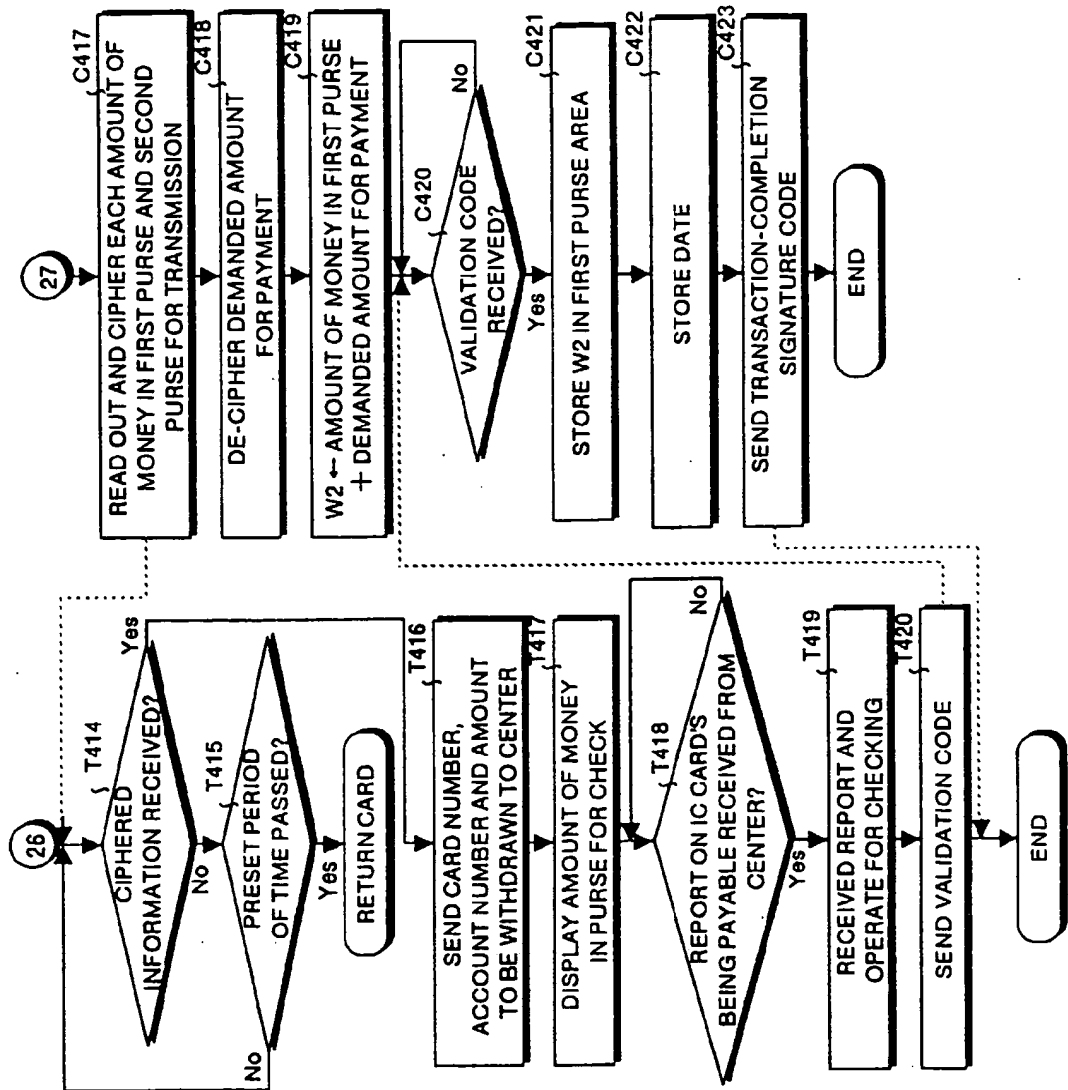 26
CIPHERED
INFORMATION RECEIVED?
T414
Yes
No
PRESET PERIOD
OF TIME PASSED?
T415
No
Yes
RETURN CARD
T416
SEND CARD NUMBER,
ACCOUNT NUMBER AND AMOUNT
TO BE WITHDRAWN TO CENTER
T417
DISPLAY AMOUNT OF MONEY
IN PURSE FOR CHECK
T418
REPORT ON IC CARD'S
BEING PAYABLE RECEIVED FROM
CENTER?
No
Yes
T419
RECEIVED REPORT AND
OPERATE FOR CHECKING
T420
SEND VALIDATION CODE
END
27
C417
READ OUT AND CIPHER EACH AMOUNT OF
MONEY IN FIRST PURSE AND SECOND
PURSE FOR TRANSMISSION
C418
DE-CIPHER DEMANDED AMOUNT
FOR PAYMENT
C419
W2 ← AMOUNT OF MONEY IN FIRST PURSE
+ DEMANDED AMOUNT FOR PAYMENT
C420
VALIDATION CODE
RECEIVED?
No
Yes
C421
STORE W2 IN FIRST PURSE AREA
C422
STORE DATE
C423
SEND TRANSACTION-COMPLETION
SIGNATURE CODE
END